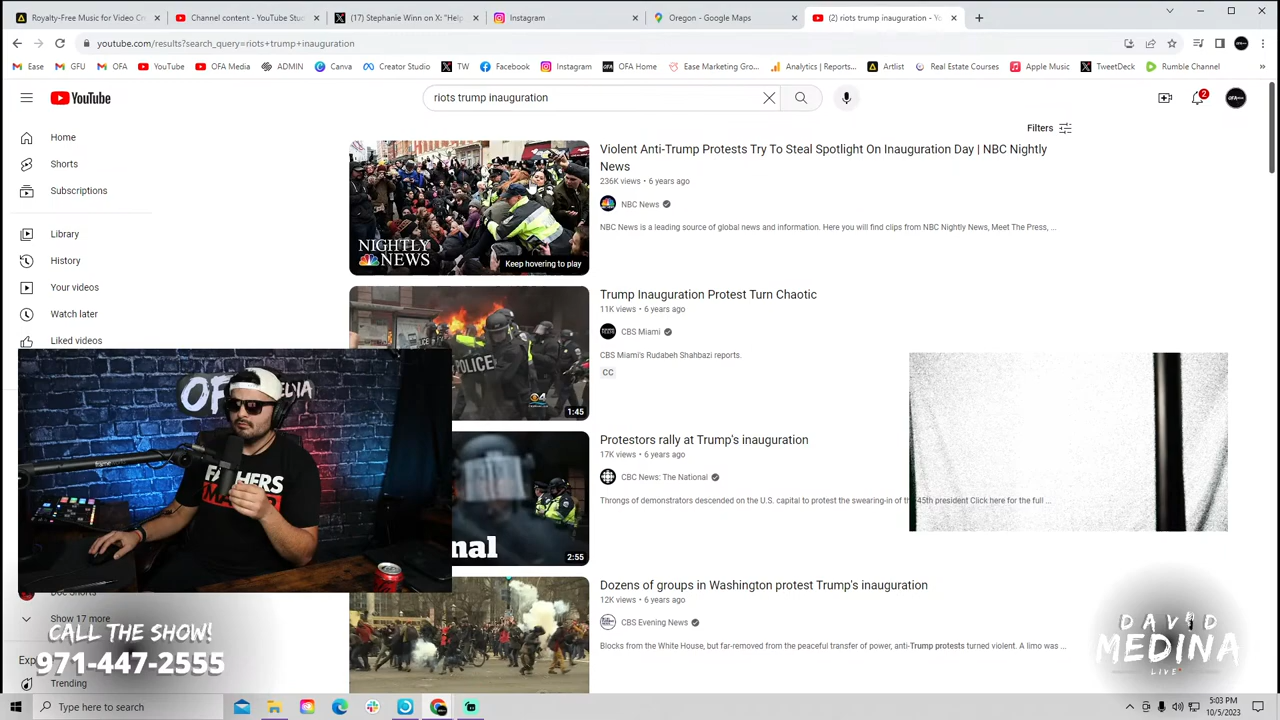 Royalty-Free Music for Video Cr
Channel content - YouTube Stud
(17) Stephanie Winn on X: "Help
Instagram
Oregon - Google Maps
(2) riots trump inauguration - Yo
youtube.com/results?search_query=riots+trump+inauguration
Ease
GFU
OFA
YouTube
OFA Media
ADMIN
Canva
Creator Studio
TW
Facebook
Instagram
OFA Home
Ease Marketing Gro...
Analytics | Reports...
Artlist
Real Estate Courses
Apple Music
TweetDeck
Rumble Channel
»
YouTube
riots trump inauguration
2
Filters
Home
Shorts
Subscriptions
Library
History
Your videos
Watch later
Liked videos
Show 17 more
Trending
NIGHTLY
NEWS
Keep hovering to play
Violent Anti-Trump Protests Try To Steal Spotlight On Inauguration Day | NBC Nightly
News
236K views • 6 years ago
NBC News
NBC News is a leading source of global news and information. Here you will find clips from NBC Nightly News, Meet The Press, ...
POLICE
1:45
Trump Inauguration Protest Turn Chaotic
11K views • 6 years ago
CBS Miami
CBS Miami's Rudabeh Shahbazi reports.
CC
nal
2:55
Protestors rally at Trump's inauguration
17K views • 6 years ago
CBC News: The National
Throngs of demonstrators descended on the U.S. capital to protest the swearing-in of th 45th president Click here for the full ...
Dozens of groups in Washington protest Trump's inauguration
12K views • 6 years ago
CBS Evening News
Blocks from the White House, but far-removed from the peaceful transfer of power, anti-Trump protests turned violent. A limo was ...
FATHERS
CALL THE SHOW!
971-447-2555
DAVID
MEDINA
LIVE
Type here to search
5:03 PM
10/5/2023